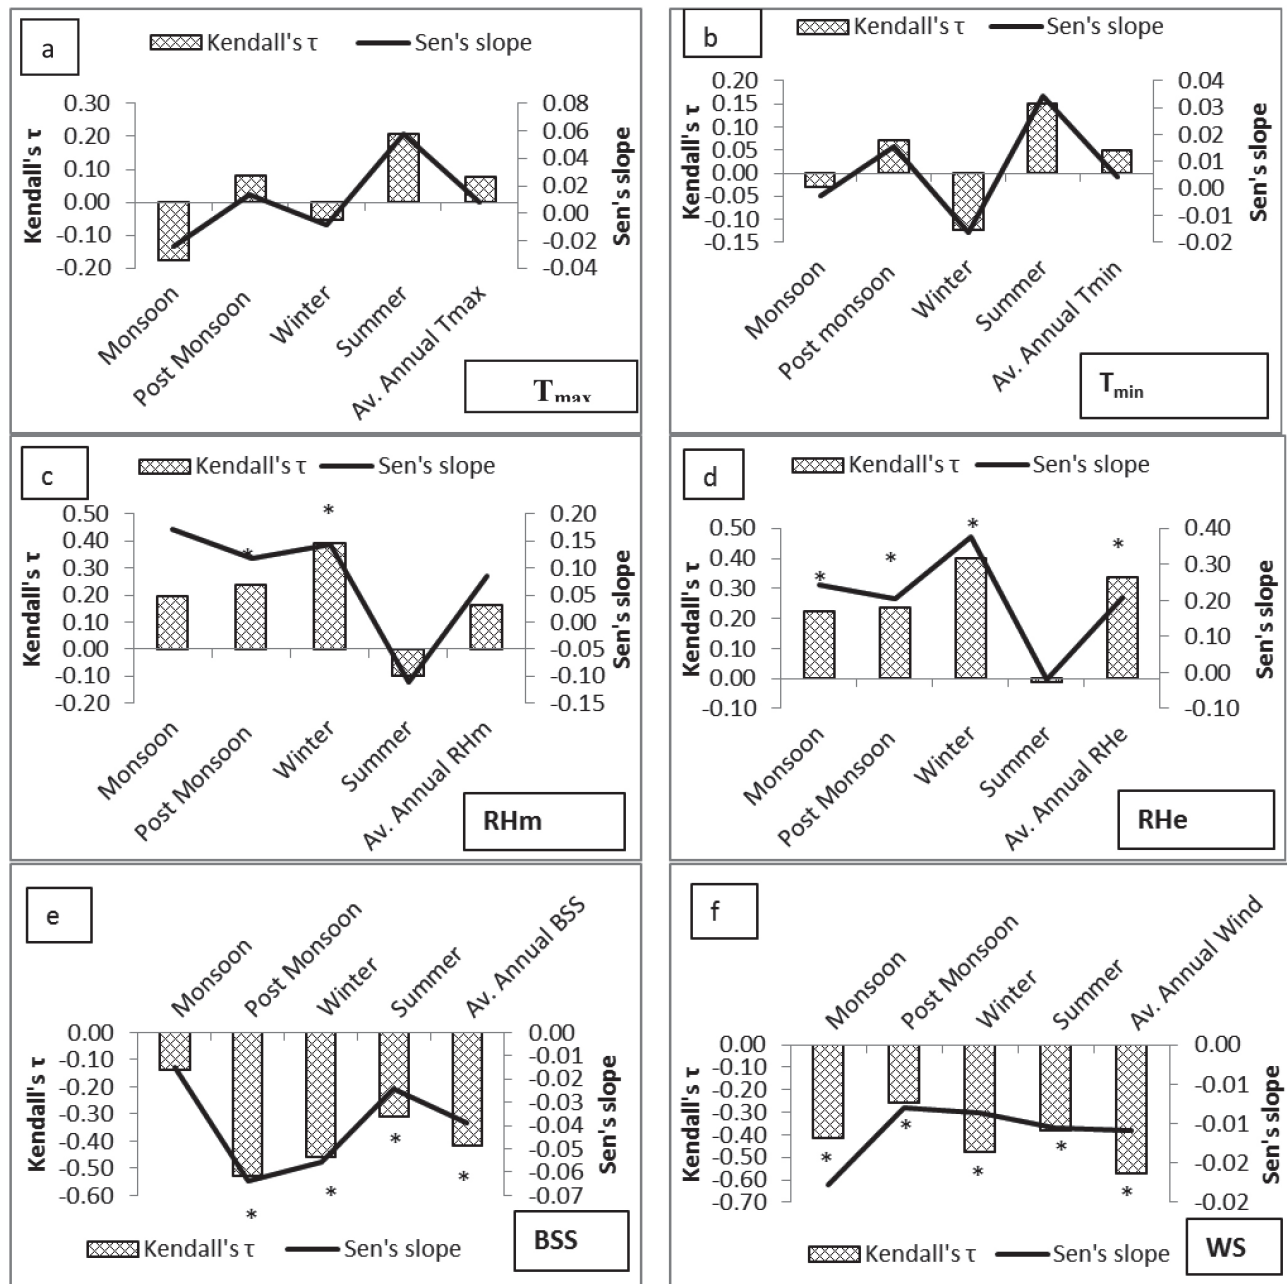 a
Kendall's τ
Sen's slope
0.30
0.20
0.10
0.00
-0.10
-0.20
Kendall's τ
0.08
0.06
0.04
0.02
0.00
-0.02
-0.04
Sen's slope
Monsoon
Post Monsoon
Winter
Summer
Av. Annual Tmax
Tmax
b
Kendall's τ
Sen's slope
0.20
0.15
0.10
0.05
0.00
-0.05
-0.10
-0.15
Kendall's τ
0.04
0.03
0.02
0.01
0.00
-0.01
-0.02
Sen's slope
Monsoon
Post monsoon
Winter
Summer
Av. Annual Tmin
Tmin
c
Kendall's τ
Sen's slope
0.50
0.40
0.30
0.20
0.10
0.00
-0.10
-0.20
Kendall's τ
*
*
0.20
0.15
0.10
0.05
0.00
-0.05
-0.10
-0.15
Sen's slope
Monsoon
Post Monsoon
Winter
Summer
Av. Annual RHm
RHm
d
Kendall's τ
Sen's slope
0.50
0.40
0.30
0.20
0.10
0.00
-0.10
Kendall's τ
*
*
*
*
0.40
0.30
0.20
0.10
0.00
-0.10
Sen's slope
Monsoon
Post Monsoon
Winter
Summer
Av. Annual RHe
RHe
e
Monsoon
Post Monsoon
Winter
Summer
Av. Annual BSS
0.00
-0.10
-0.20
-0.30
-0.40
-0.50
-0.60
Kendall's τ
*
*
*
*
0.00
-0.01
-0.02
-0.03
-0.04
-0.05
-0.06
-0.07
Sen's slope
Kendall's τ
Sen's slope
BSS
f
Monsoon
Post Monsoon
Winter
Summer
Av. Annual Wind
0.00
-0.10
-0.20
-0.30
-0.40
-0.50
-0.60
-0.70
Kendall's τ
*
*
*
*
*
0.00
-0.01
-0.01
-0.02
-0.02
Sen's slope
Kendall's τ
Sen's slope
WS